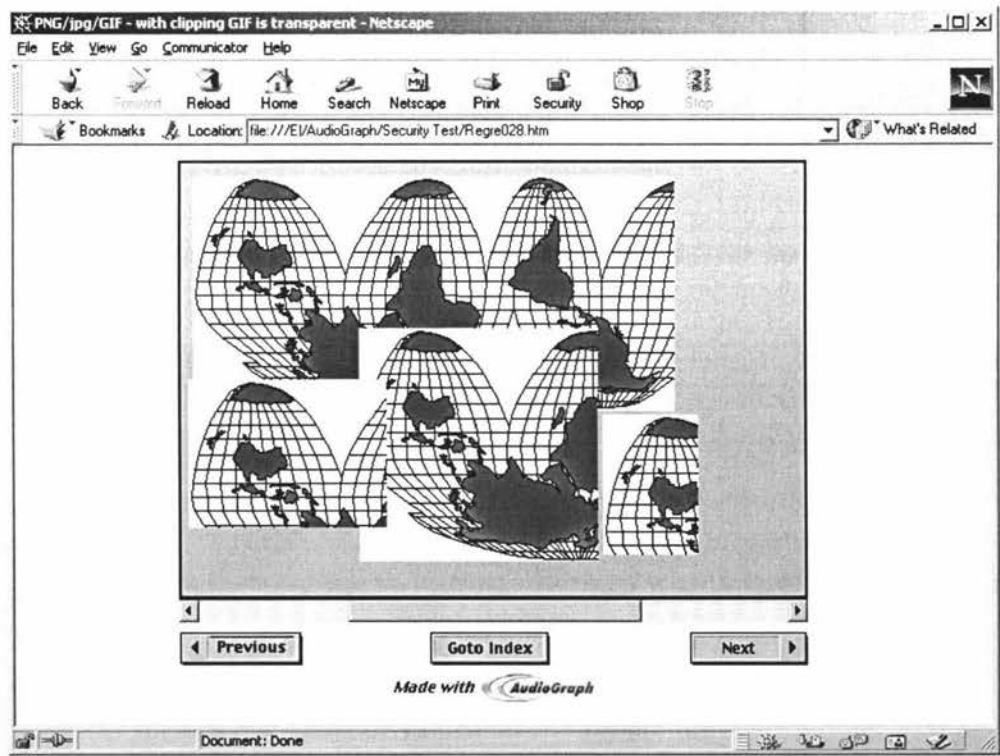 PNG/jpg/GIF - with clipping GIF is transparent - Netscape
File Edit View Go Communicator Help
Back Forward Reload Home Search Netscape Print Security Shop Stop
My
N
Bookmarks Location: file:///E|/AudioGraph/Security Test/Regre028.htm What's Related
Previous Goto Index Next
Made with AudioGraph
Document: Done